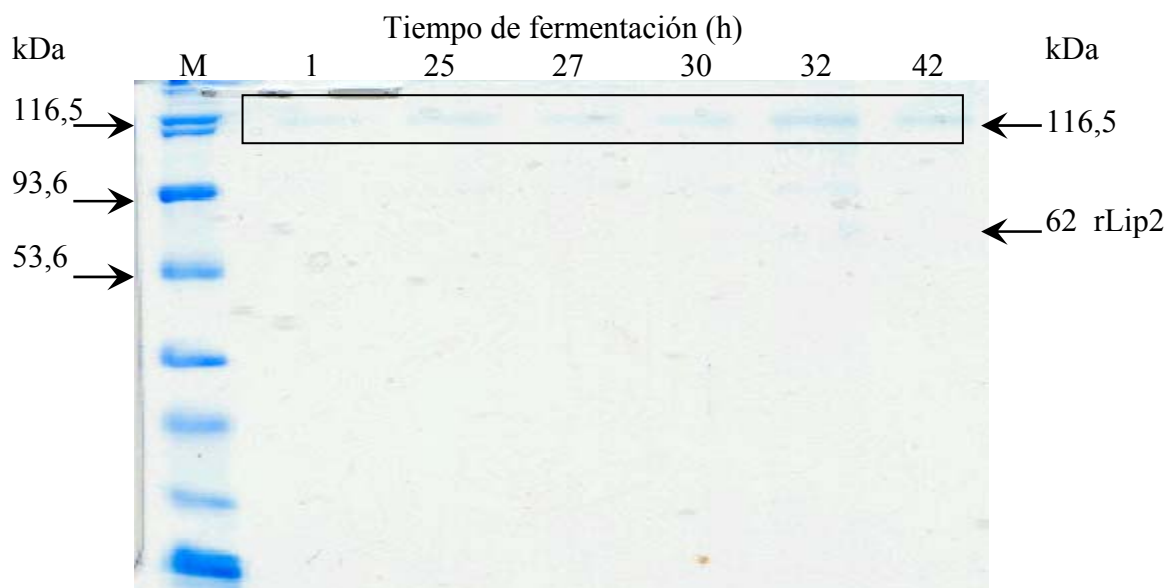 Tiempo de fermentación (h)
kDa kDa
M 1 25 27 30 32 42
116,5 116,5
93,6
62 rLip2
53,6